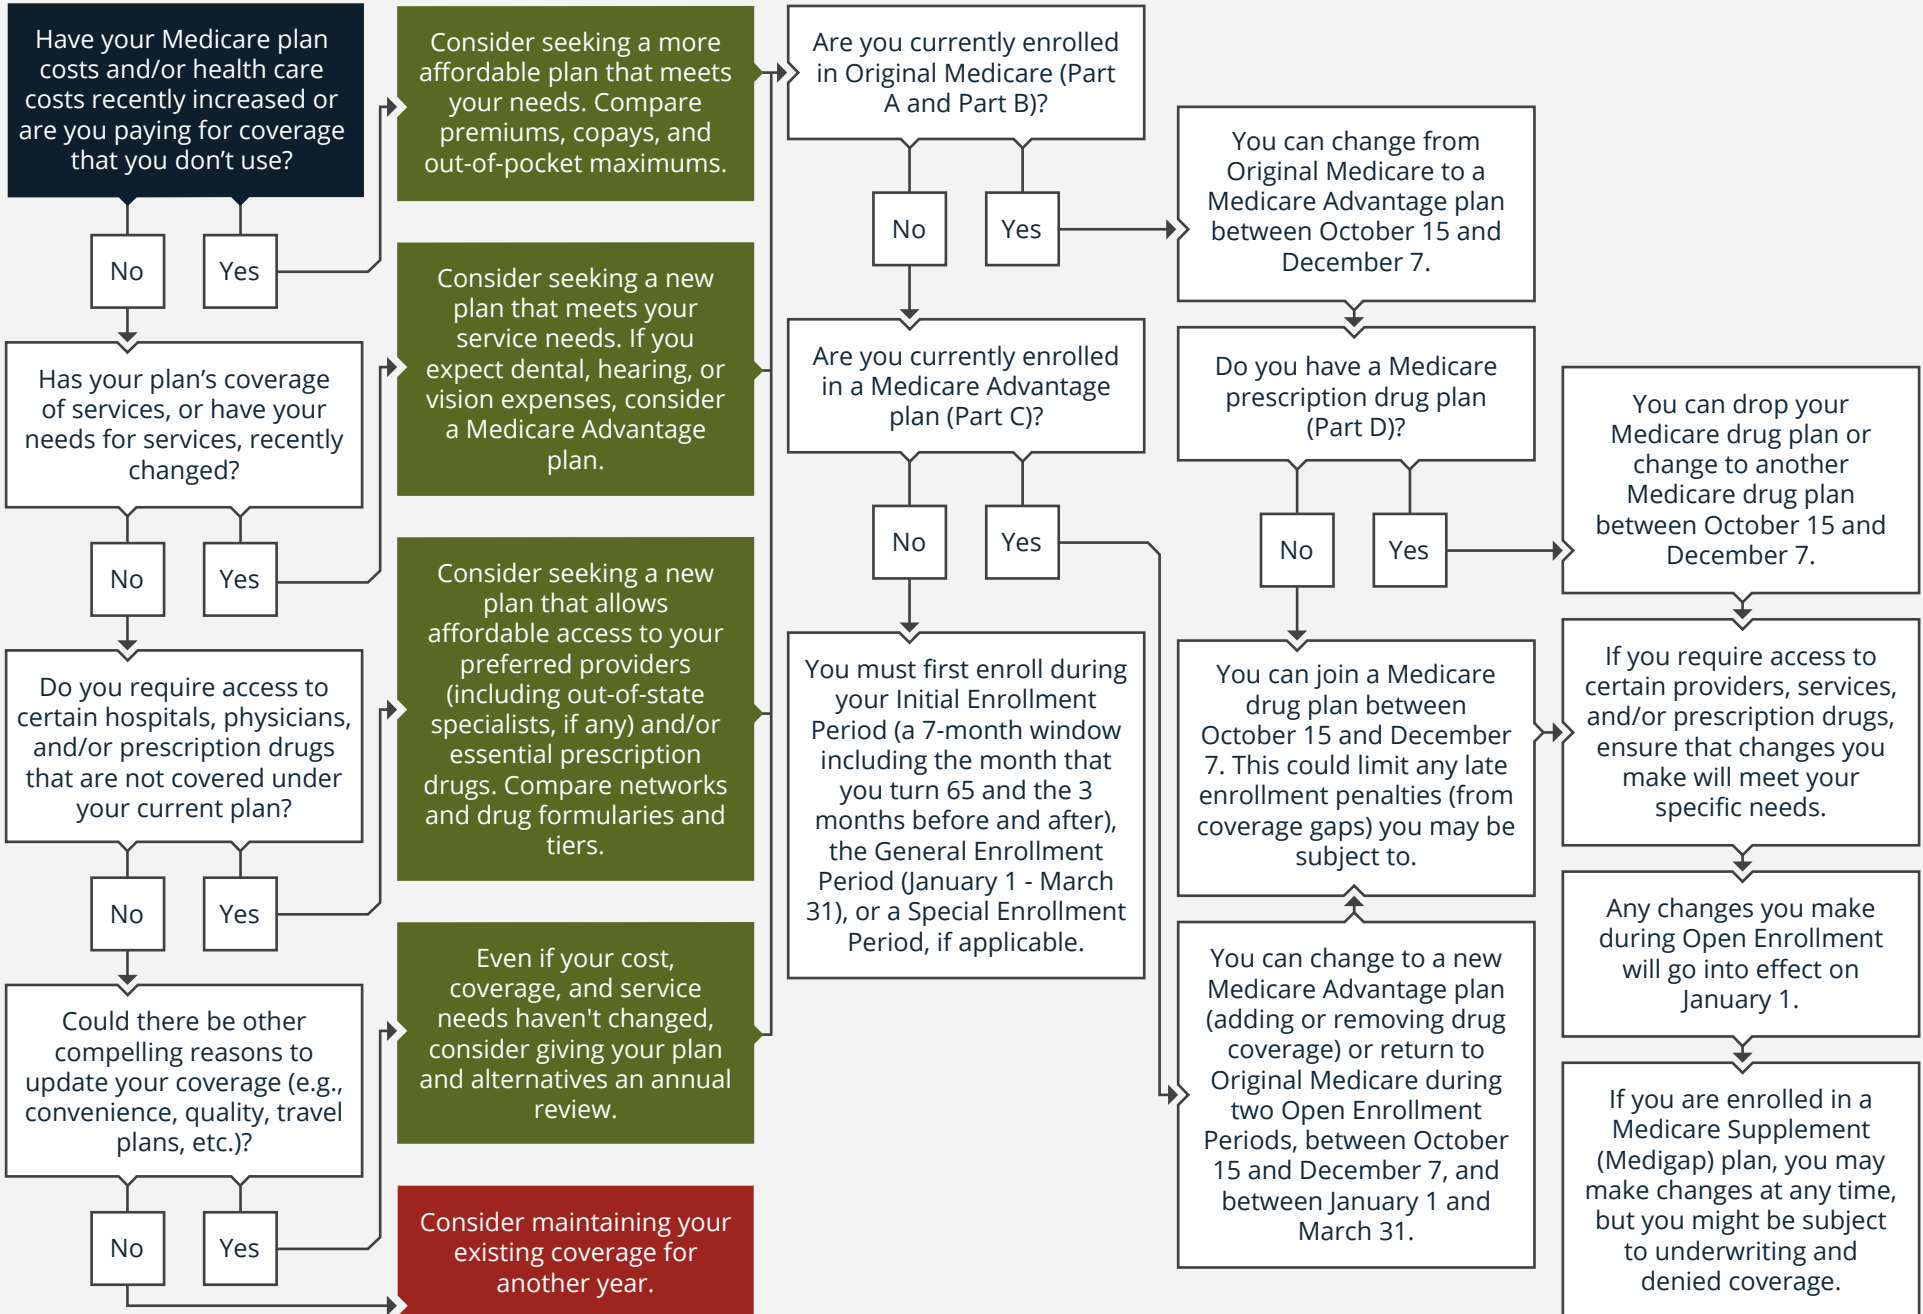 Have your Medicare plan
costs and/or health care
costs recently increased or
are you paying for coverage
that you don’t use?
No
Yes
Has your plan’s coverage
of services, or have your
needs for services, recently
changed?
No
Yes
Do you require access to
certain hospitals, physicians,
and/or prescription drugs
that are not covered under
your current plan?
No
Yes
Could there be other
compelling reasons to
update your coverage (e.g.,
convenience, quality, travel
plans, etc.)?
No
Yes
Consider seeking a more
affordable plan that meets
your needs. Compare
premiums, copays, and
out-of-pocket maximums.
Consider seeking a new
plan that meets your
service needs. If you
expect dental, hearing, or
vision expenses, consider
a Medicare Advantage
plan.
Consider seeking a new
plan that allows
affordable access to your
preferred providers
(including out-of-state
specialists, if any) and/or
essential prescription
drugs. Compare networks
and drug formularies and
tiers.
Even if your cost,
coverage, and service
needs haven't changed,
consider giving your plan
and alternatives an annual
review.
Consider maintaining your
existing coverage for
another year.
Are you currently enrolled
in Original Medicare (Part
A and Part B)?
No
Yes
Are you currently enrolled
in a Medicare Advantage
plan (Part C)?
No
Yes
You must first enroll during
your Initial Enrollment
Period (a 7-month window
including the month that
you turn 65 and the 3
months before and after),
the General Enrollment
Period (January 1 - March
31), or a Special Enrollment
Period, if applicable.
You can change from
Original Medicare to a
Medicare Advantage plan
between October 15 and
December 7.
Do you have a Medicare
prescription drug plan
(Part D)?
No
Yes
You can join a Medicare
drug plan between
October 15 and December
7. This could limit any late
enrollment penalties (from
coverage gaps) you may be
subject to.
You can change to a new
Medicare Advantage plan
(adding or removing drug
coverage) or return to
Original Medicare during
two Open Enrollment
Periods, between October
15 and December 7, and
between January 1 and
March 31.
You can drop your
Medicare drug plan or
change to another
Medicare drug plan
between October 15 and
December 7.
If you require access to
certain providers, services,
and/or prescription drugs,
ensure that changes you
make will meet your
specific needs.
Any changes you make
during Open Enrollment
will go into effect on
January 1.
If you are enrolled in a
Medicare Supplement
(Medigap) plan, you may
make changes at any time,
but you might be subject
to underwriting and
denied coverage.